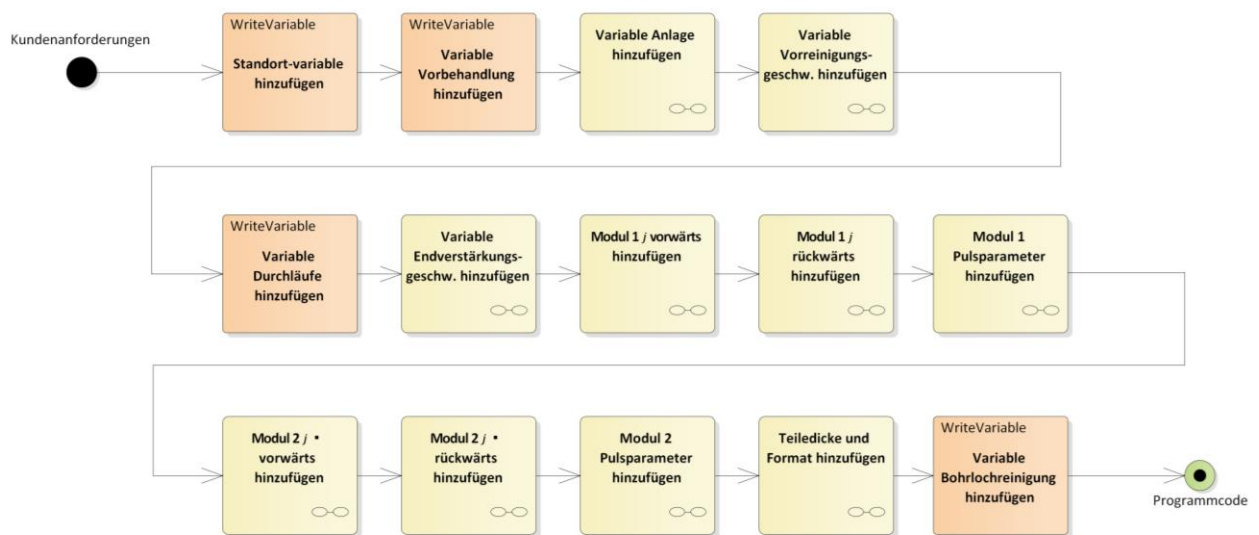 Kundenanforderungen
WriteVariable
Standort-variable
hinzufügen
WriteVariable
Variable
Vorbehandlung
hinzufügen
Variable Anlage
hinzufügen
Variable
Vorreinigungs-
geschw. hinzufügen
WriteVariable
Variable
Durchläufe
hinzufügen
Variable
Endverstärkungs-
geschw. hinzufügen
Modul 1 j vorwärts
hinzufügen
Modul 1 j
rückwärts
hinzufügen
Modul 1
Pulsparameter
hinzufügen
Modul 2 j •
vorwärts
hinzufügen
Modul 2 j •
rückwärts
hinzufügen
Modul 2
Pulsparameter
hinzufügen
Teiledicke und
Format hinzufügen
WriteVariable
Variable
Bohrlochreinigung
hinzufügen
Programmcode